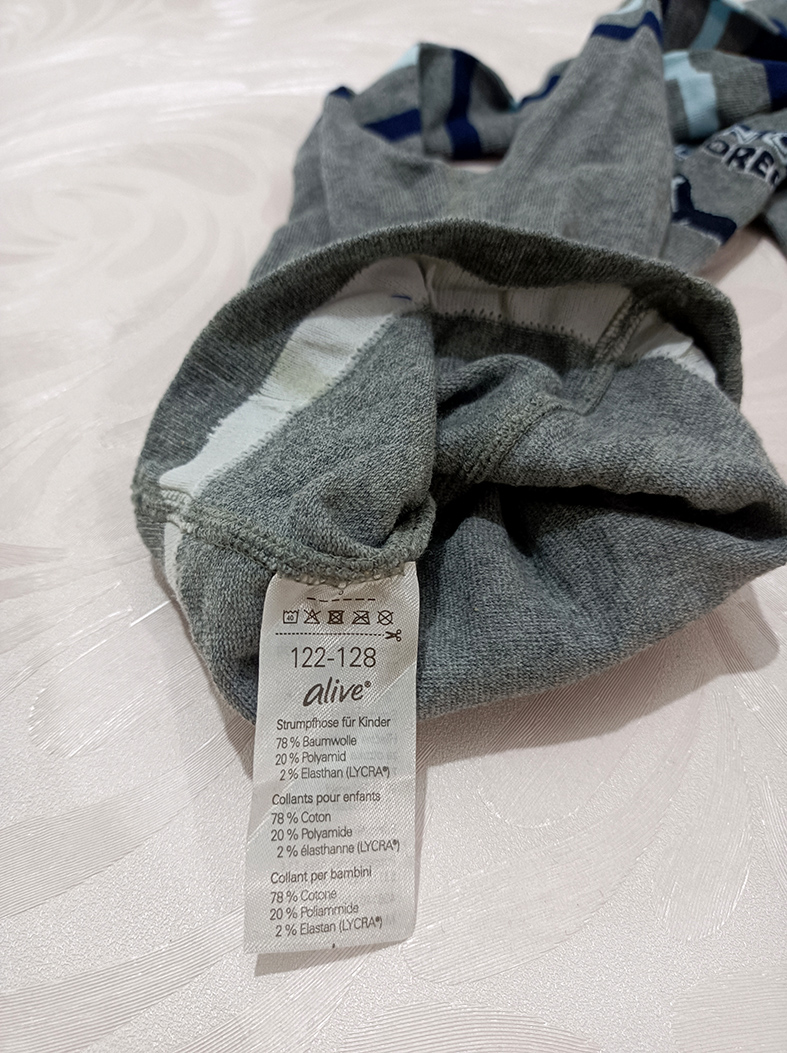 40
122-128
alive®
Strumpfhose für Kinder
78 % Baumwolle
20 % Polyamid
2 % Elasthan (LYCRA®)
Collants pour enfants
78 % Coton
20 % Polyamide
2 % élasthanne (LYCRA®)
Collant per bambini
78 % Cotone
20 % Poliammide
2 % Elastan (LYCRA®)